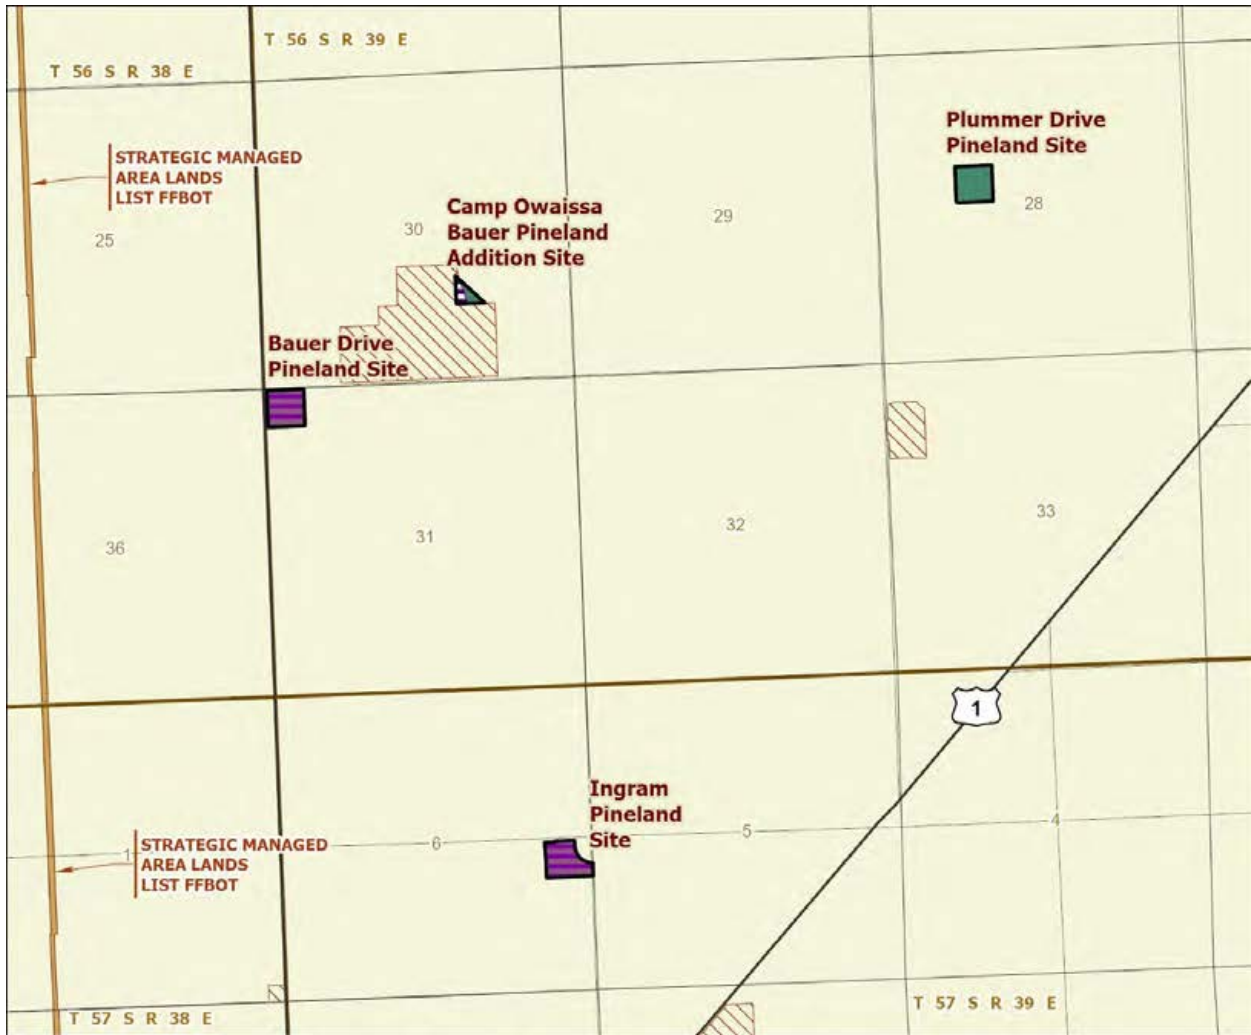 T 56 S R 39 E
T 56 S R 38 E
Plummer Drive
Pineland Site
STRATEGIC MANAGED
AREA LANDS
LIST FFBOT
Camp Owaissa
Bauer Pineland
Addition Site
25
30
29
28
Bauer Drive
Pineland Site
36
31
32
33
1
Ingram
Pineland
Site
STRATEGIC MANAGED
AREA LANDS
LIST FFBOT
1
6
5
4
T 57 S R 38 E
T 57 S R 39 E